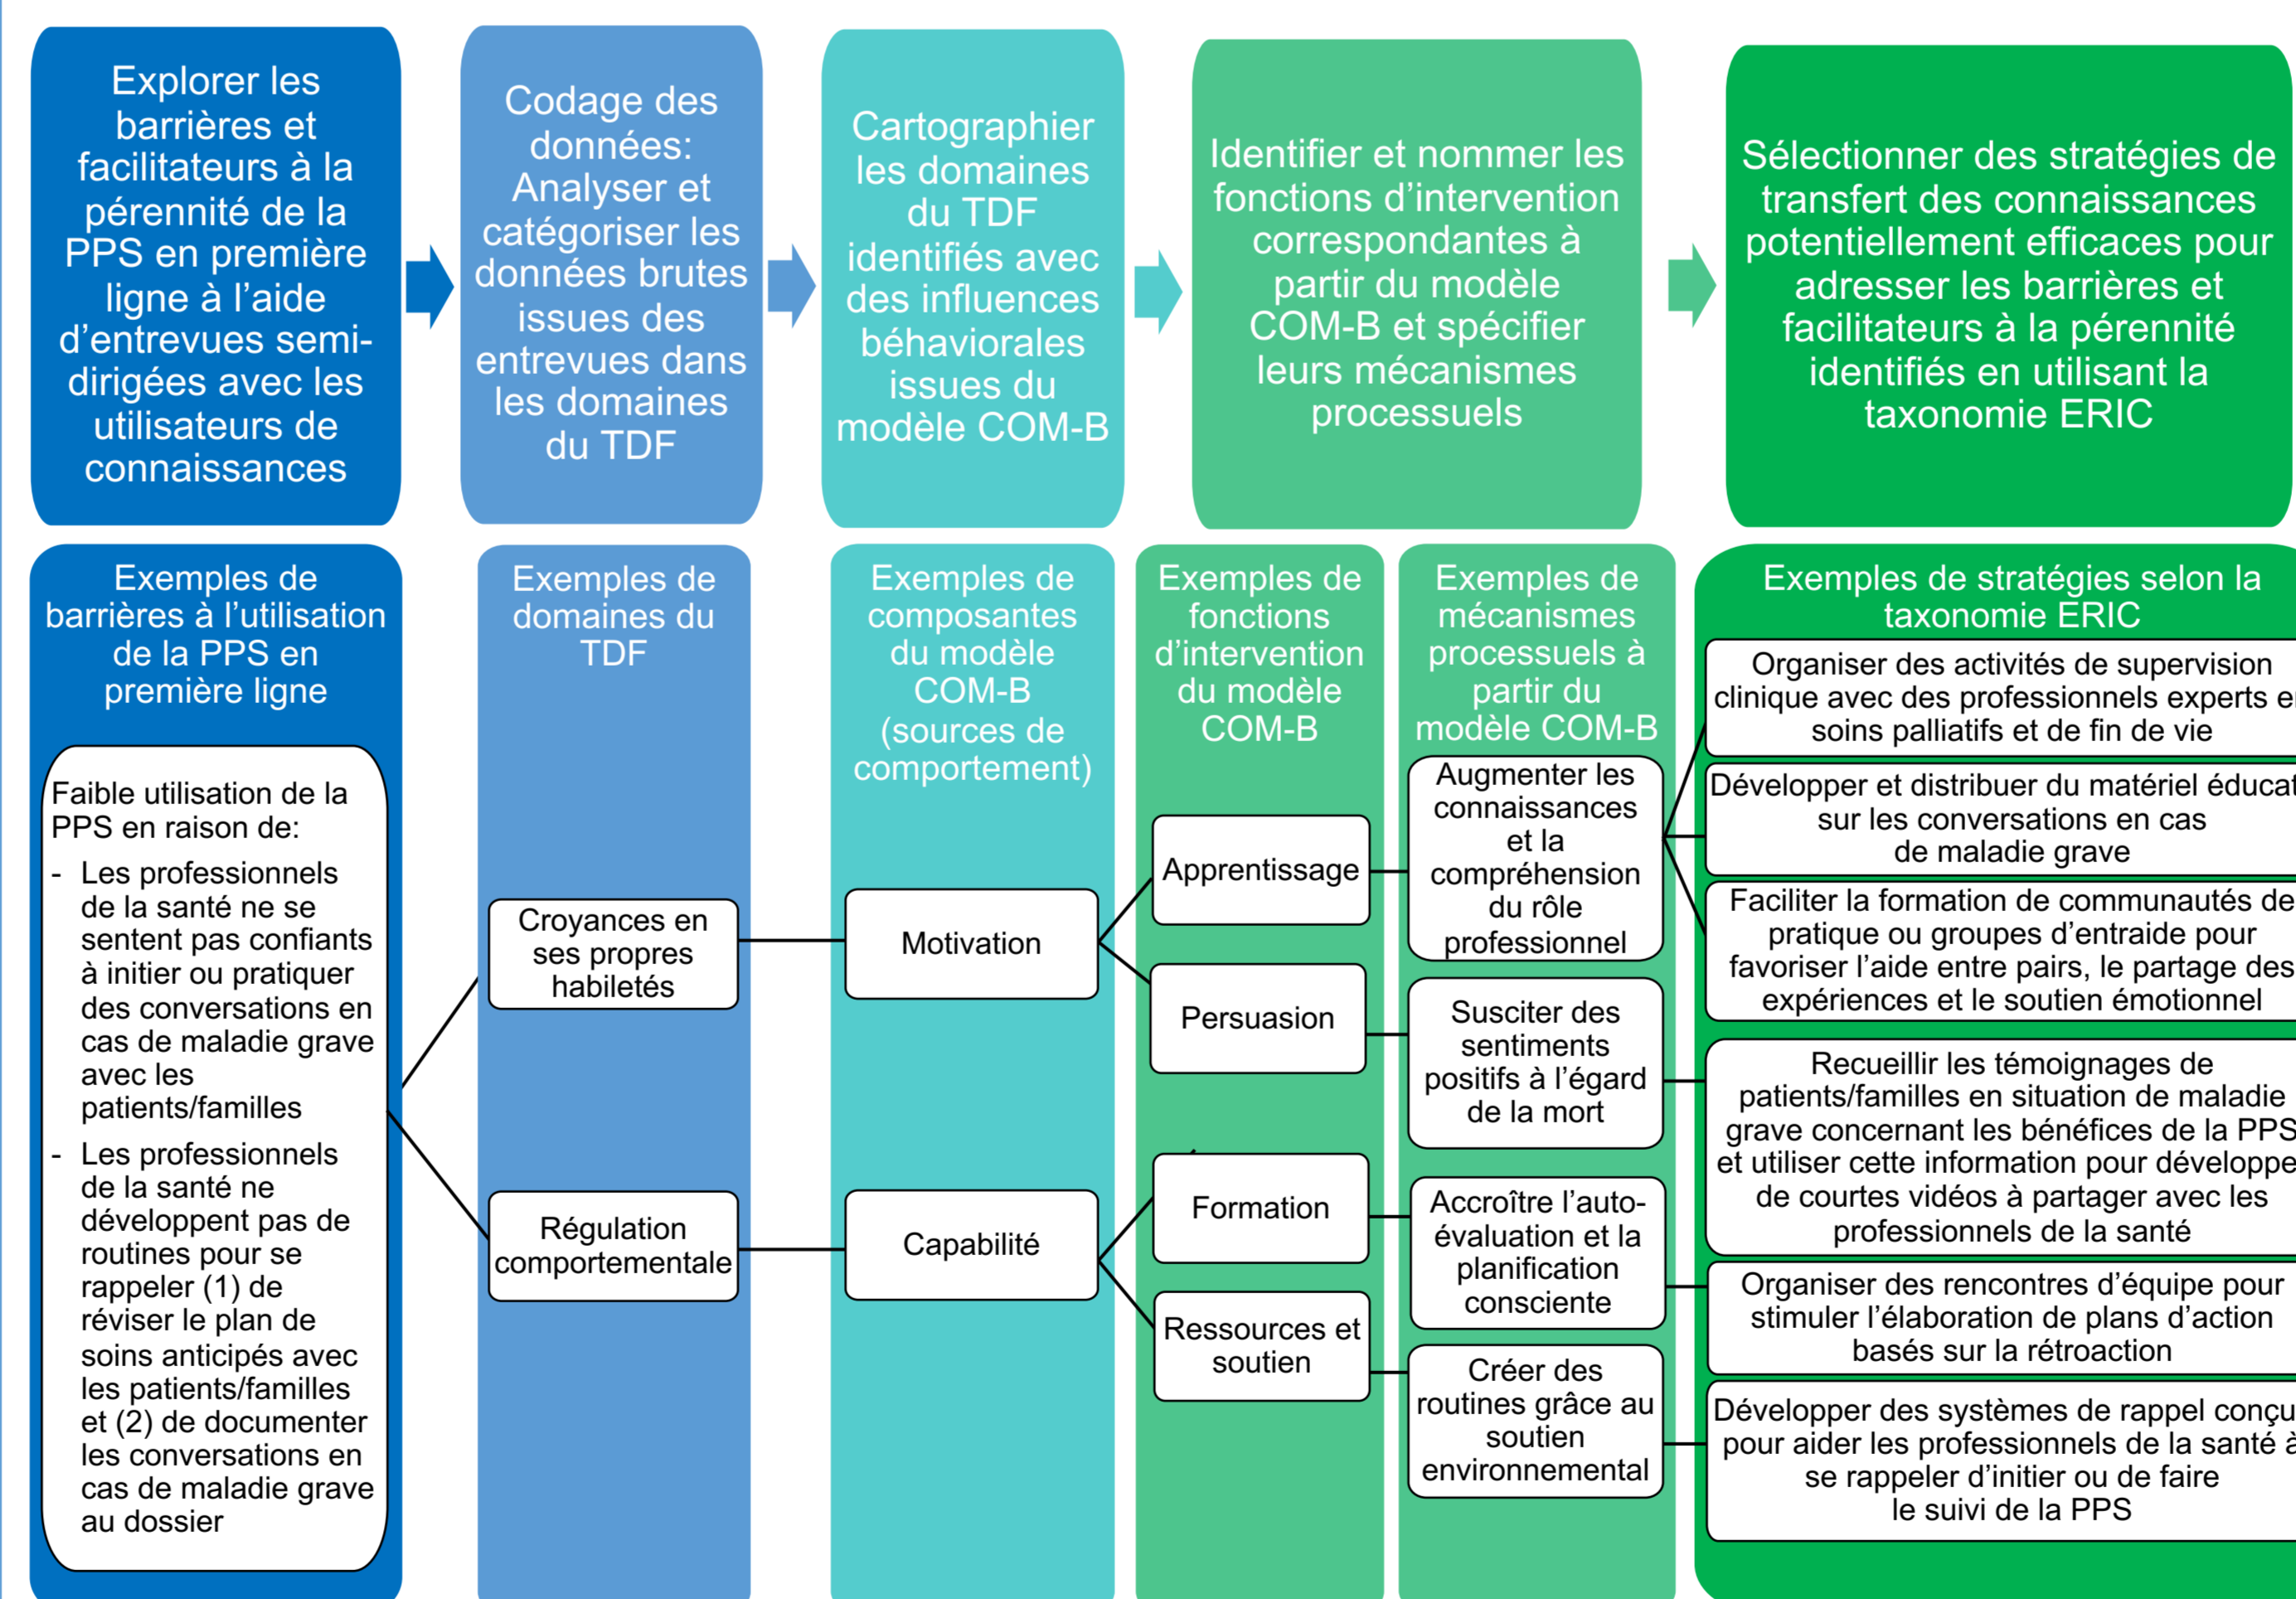 Explorer les
barrières et
facilitateurs à la
pérennité de la
PPS en première
ligne à l'aide
d'entrevues semi-
dirigées avec les
utilisateurs de
connaissances
Codage des
données:
Analyser et
catégoriser les
données brutes
issues des
entrevues dans
les domaines
du TDF
Cartographier
les domaines
du TDF
identifiés avec
des influences
béhaviorales
issues du
modèle COM-B
Identifier et nommer les
fonctions d'intervention
correspondantes à
partir du modèle
COM-B et spécifier
leurs mécanismes
processuels
Sélectionner des stratégies de
transfert des connaissances
potentiellement efficaces pour
adresser les barrières et
facilitateurs à la pérennité
identifiés en utilisant la
taxonomie ERIC
Exemples de
barrières à l'utilisation
de la PPS en
première ligne
Faible utilisation de la
PPS en raison de:
- Les professionnels
de la santé ne se
sentent pas confiants
à initier ou pratiquer
des conversations en
cas de maladie grave
avec les
patients/familles
- Les professionnels
de la santé ne
développent pas de
routines pour se
rappeler (1) de
réviser le plan de
soins anticipés avec
les patients/familles
et (2) de documenter
les conversations en
cas de maladie grave
au dossier
Exemples de
domaines du
TDF
Croyances en
ses propres
habiletés
Régulation
comportementale
Exemples de
composantes
du modèle
COM-B
(sources de
comportement)
Motivation
Capabilité
Exemples de
fonctions
d'intervention
du modèle
COM-B
Apprentissage
Persuasion
Formation
Ressources et
soutien
Exemples de
mécanismes
processuels à
partir du
modèle COM-B
Augmenter les
connaissances
et la
compréhension
du rôle
professionnel
Susciter des
sentiments
positifs à l'égard
de la mort
Accroître l'auto-
évaluation et la
planification
consciente
Créer des
routines grâce au
soutien
environnemental
Exemples de stratégies selon la
taxonomie ERIC
Organiser des activités de supervision
clinique avec des professionnels experts
soins palliatifs et de fin de vie
Développer et distribuer du matériel
sur les conversations en cas
de maladie grave
Faciliter la formation de communautés de
pratique ou groupes d'entraide pour
favoriser l'aide entre pairs, le partage des
expériences et le soutien émotionnel
Recueillir les témoignages de
patients/familles en situation de maladie
grave concernant les bénéfices de la PPS
et utiliser cette information pour
de courtes vidéos à partager avec les
professionnels de la santé
Organiser des rencontres d'équipe pour
stimuler l'élaboration de plans d'action
basés sur la rétroaction
Développer des systèmes de rappel
pour aider les professionnels de la santé
se rappeler d'initier ou de faire
le suivi de la PPS